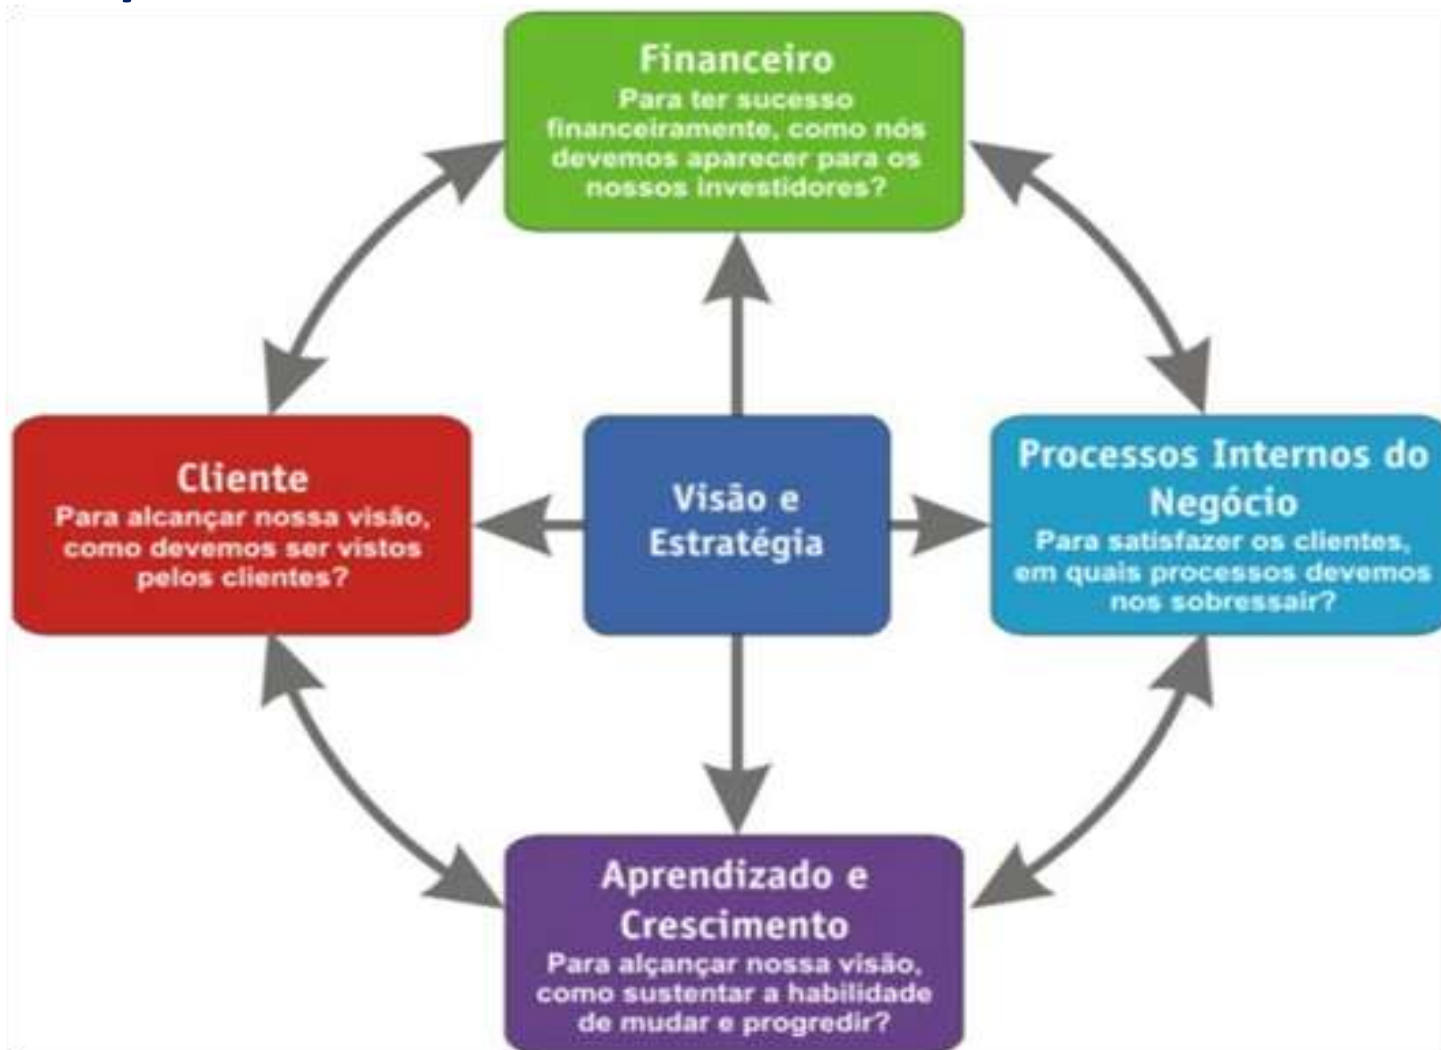 Financeiro
Para ter sucesso
financeiramente, como nós
devemos aparecer para os
nossos investidores?
Cliente
Para alcançar nossa visão,
como devemos ser vistos
pelos clientes?
Visão e
Estratégia
Processos Internos do
Negócio
Para satisfazer os clientes,
em quais processos devemos
nos sobressair?
Aprendizado e
Crescimento
Para alçançar nossa visão,
como sustentar a habilidade
de mudar e progredir?